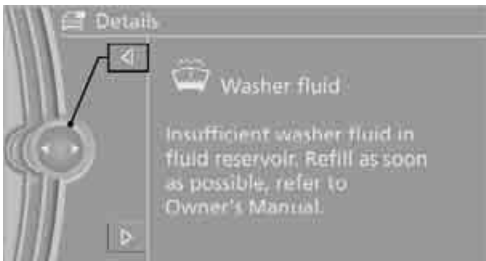 Details
Washer fluid
Insufficient washer fluid in
fluid reservoir. Refill as soon
as possible, refer to
Owner's Manual.